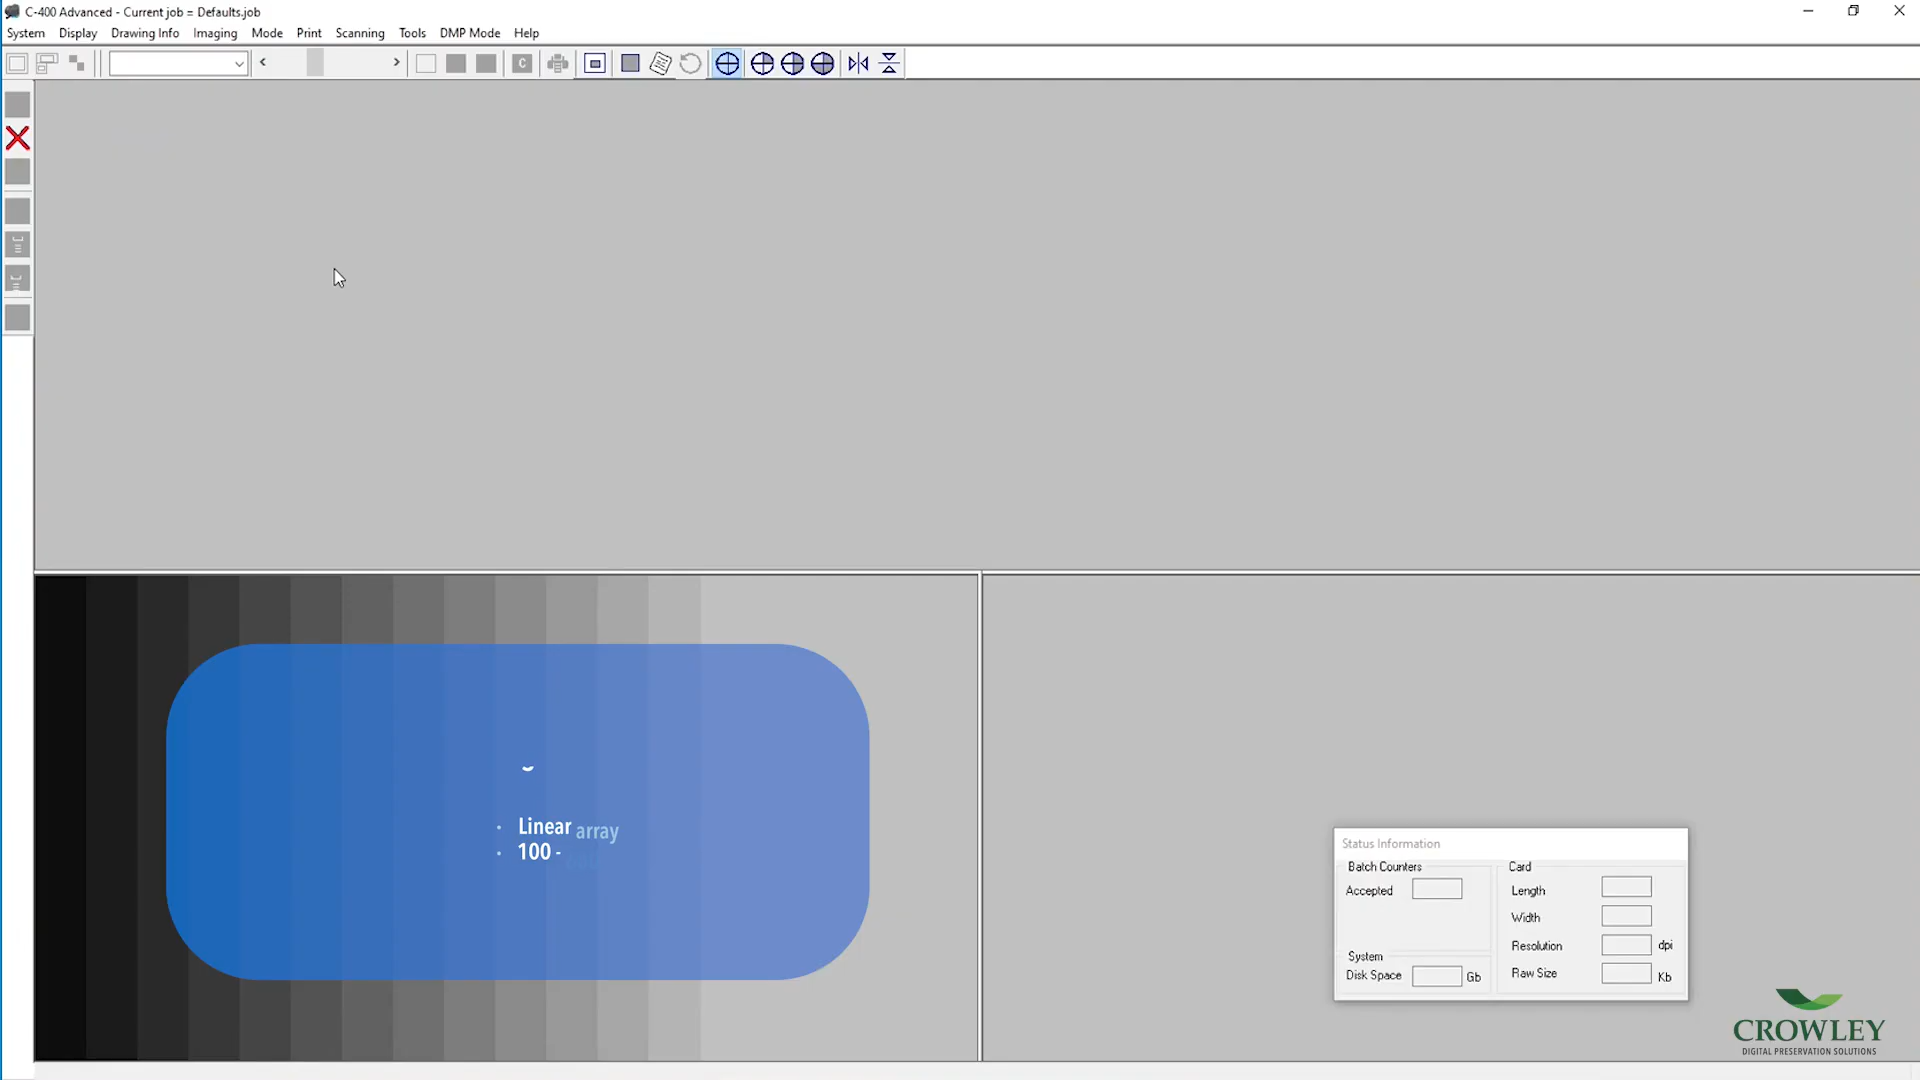 C-400 Advanced - Current job = Defaults.job
System Display Drawing Info Imaging Mode Print Scanning Tools DMP Mode Help
C
Linear array
100 -
Status Information
Batch Counters
Accepted
System
Disk Space Gb
Card
Length
Width
Resolution dpi
Raw Size Kb
CROWLEY
DIGITAL PRESERVATION SOLUTIONS